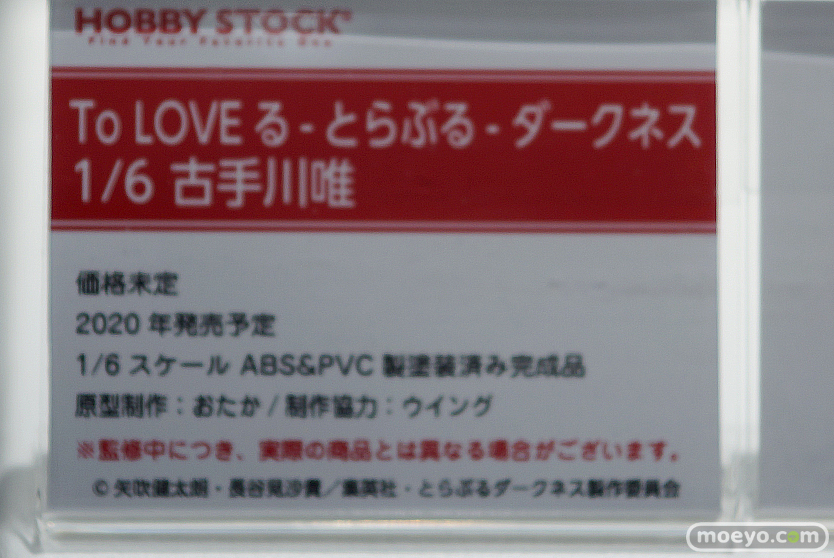 HOBBY STOCK
Find Your Favorite One
To LOVE る - とらぶる - ダークネス
1/6 古手川唯
価格未定
2020 年発売予定
1/6 スケール ABS&PVC 製塗装済み完成品
原型制作：おたか / 制作協力：ウイング
※監修中につき、実際の商品とは異なる場合がございます。
©矢吹健太朗・長谷見沙貴／集英社・とらぶるダークネス製作委員会
moeyo.com